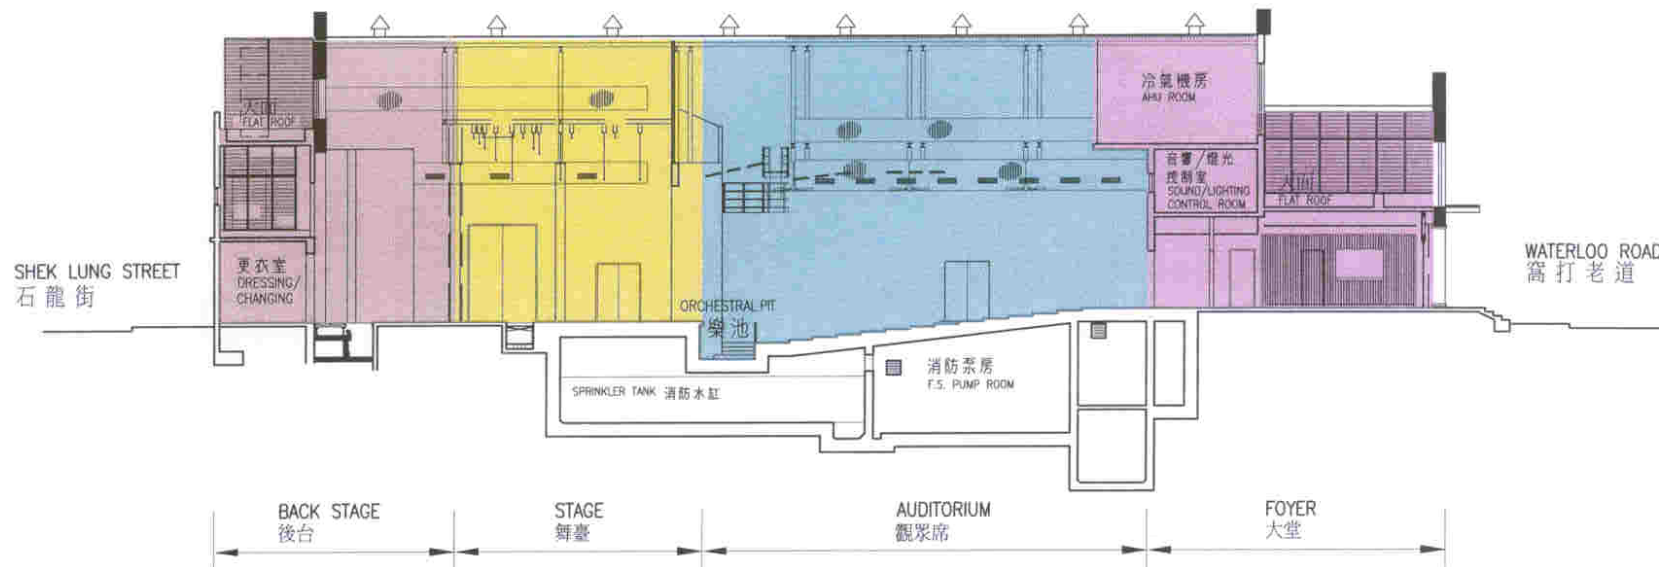 天面
FLAT ROOF
冷氣機房
AHU ROOM
音響/燈光
控制室
SOUND/LIGHTING
CONTROL ROOM
天面
FLAT ROOF
SHEK LUNG STREET
石龍街
更衣室
DRESSING/
CHANGING
ORCHESTRAL PIT
樂池
WATERLOO ROAD
窩打老道
SPRINKLER TANK 消防水缸
消防泵房
F.S. PUMP ROOM
BACK STAGE
後台
STAGE
舞臺
AUDITORIUM
觀眾席
FOYER
大堂